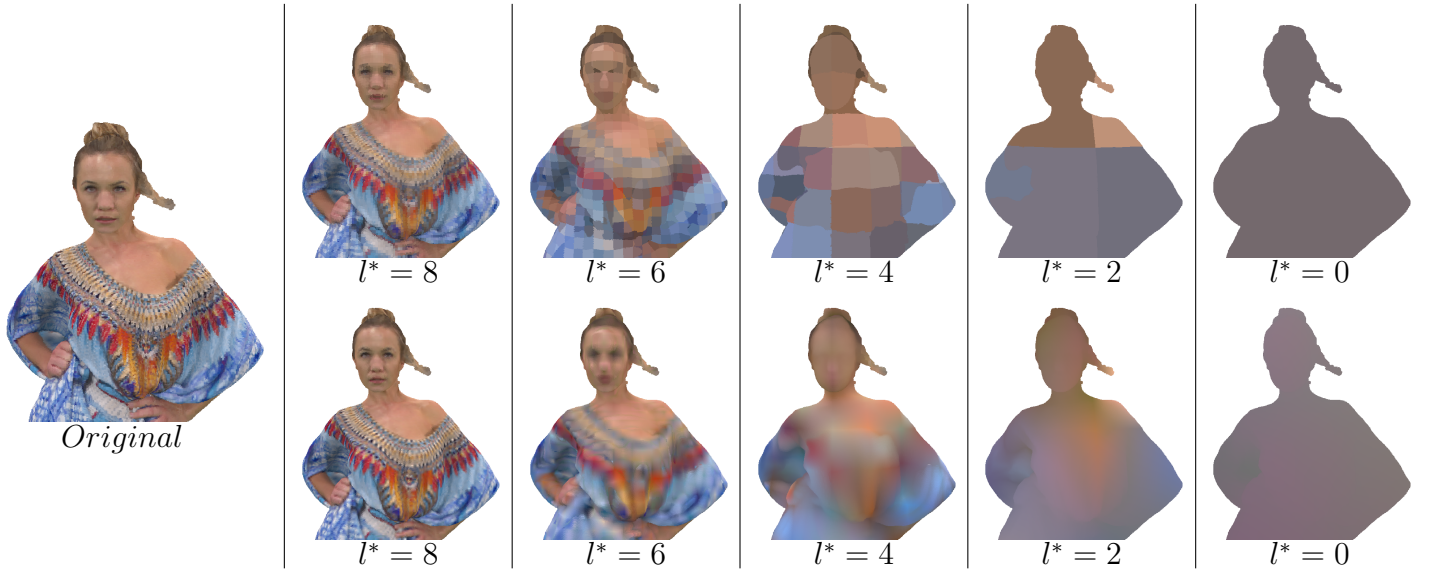 l* = 8
l* = 6
l* = 4
l* = 2
l* = 0
Original
l* = 8
l* = 6
l* = 4
l* = 2
l* = 0